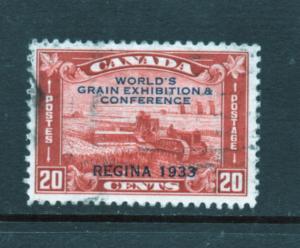 CANADA
WORLD'S
GRAIN EXHIBITION &
CONFERENCE
POSTES
POSTAGE
REGINA 1933
20 CENTS 20